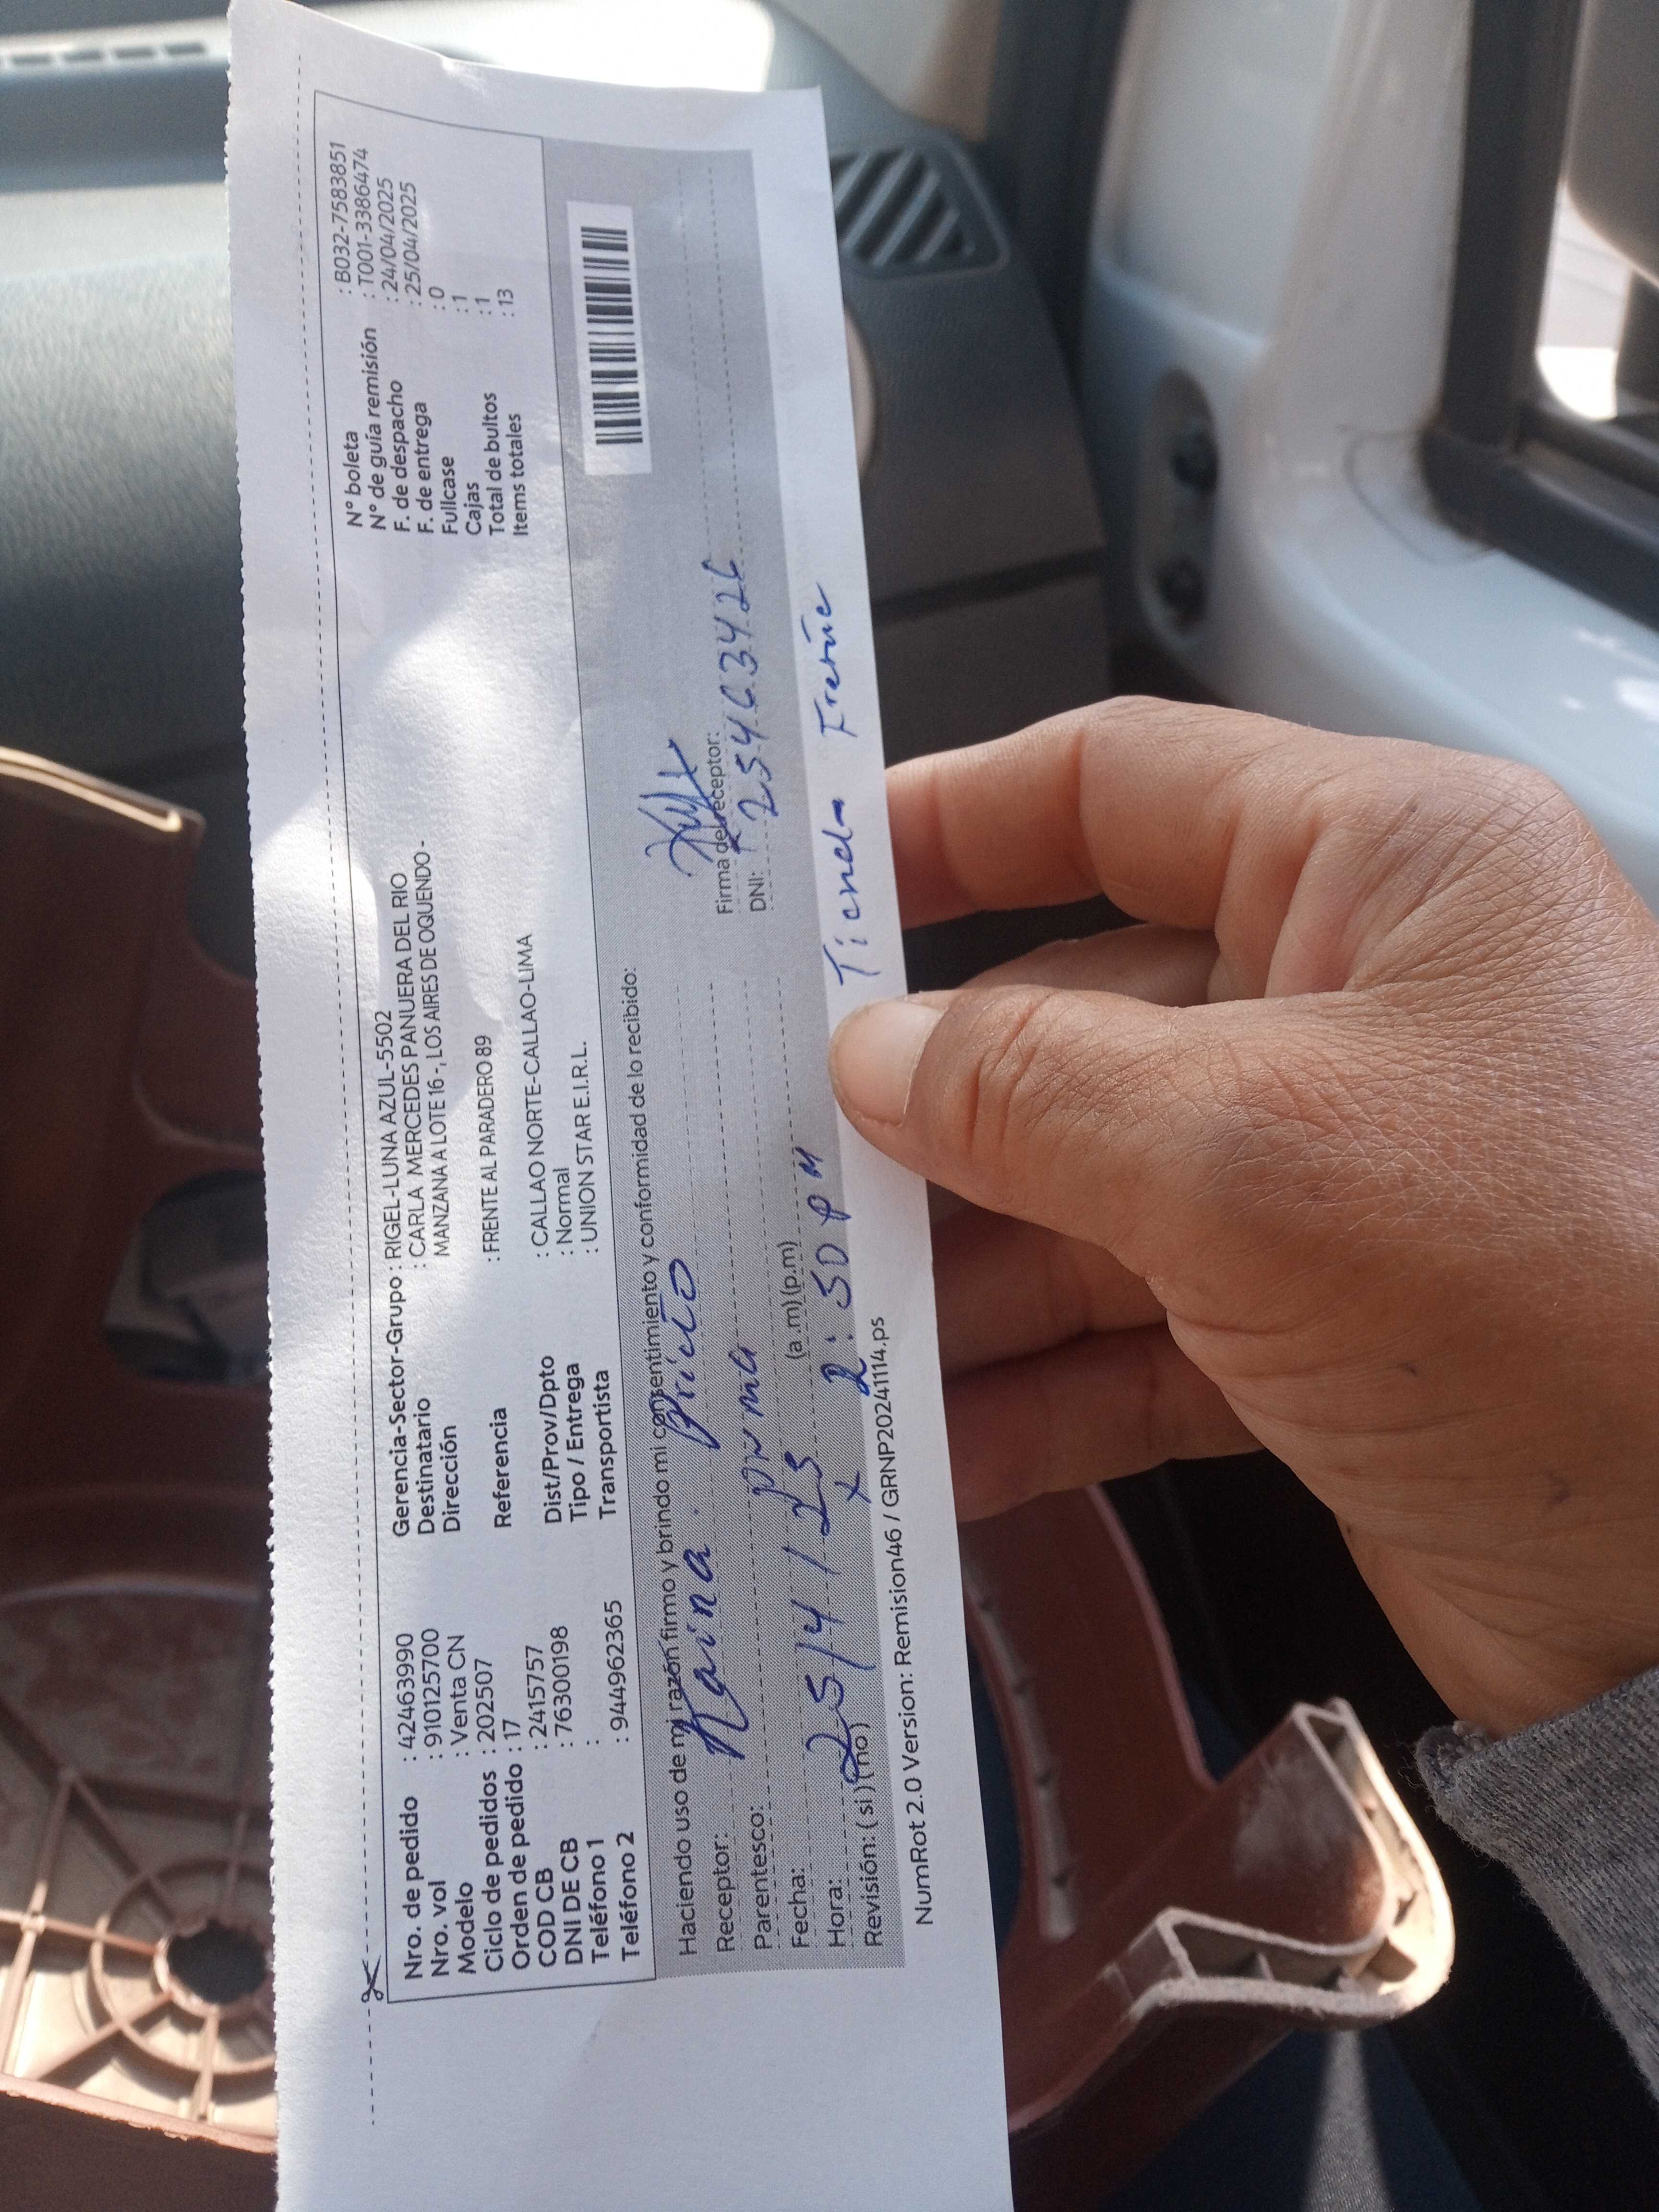 Nro. de pedido : 42463990
Nro. vol : 910125700
Modelo : Venta CN
Ciclo de pedidos : 202507
Orden de pedido : 17
COD CB : 2415757
DNI DE CB : 76300198
Teléfono 1 :
Teléfono 2 : 944962365
Gerencia-Sector-Grupo : RIGEL-LUNA AZUL-5502
Destinatario : CARLA MERCEDES PANUERA DEL RIO
Dirección MANZANA A LOTE 16 -, LOS AIRES DE OQUENDO -
Referencia : FRENTE AL PARADERO 89
Dist/Prov/Dpto : CALLAO NORTE-CALLAO-LIMA
Tipo / Entrega : Normal
Transportista : UNION STAR E.I.R.L.
N° boleta : B032-7583851
N° de guía remisión : T001-3386474
F. de despacho : 24/04/2025
F. de entrega : 25/04/2025
Fullcase : 0
Cajas : 1
Total de bultos : 1
Items totales : 13
Haciendo uso de mi razón firmo y brindo mi consentimiento y conformidad de lo recibido:
Receptor:
Parentesco:
Fecha: 25/4/25
Hora: (a.m) (p.m) 2:50 PM
Revisión: ( si ) ( no )
Firma del receptor:
DNI: 25463426
Tienda
NumRot 2.0 Version: Remision46 / GRNP20241114.ps